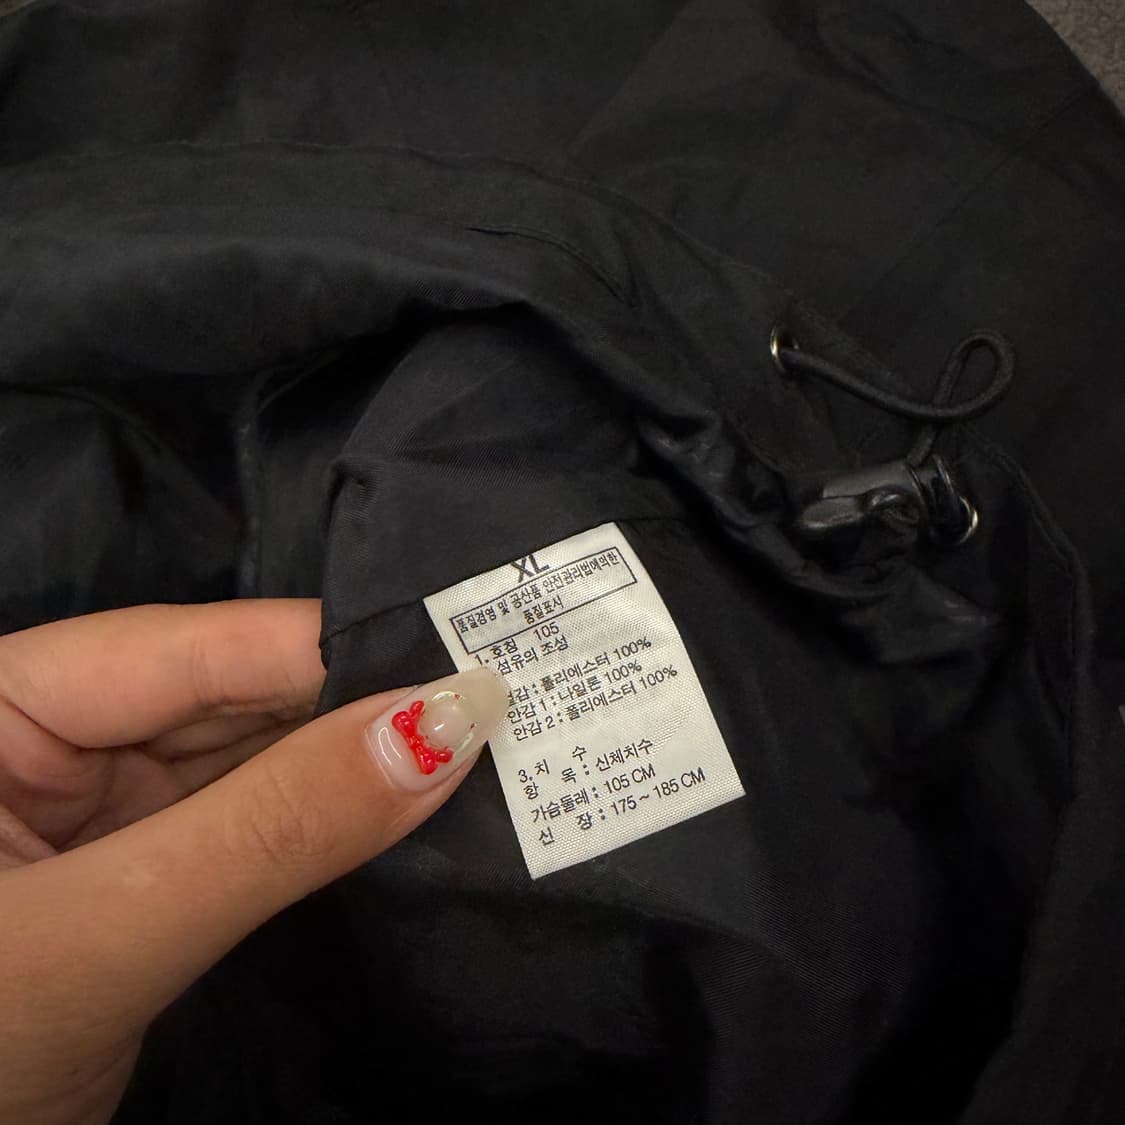 XL
품질경영 및 공산품 안전관리법에의한
품질표시
1. 호칭 105
섬유의 조성
겉감 : 폴리에스터 100%
안감 1 : 나일론 100%
안감 2 : 폴리에스터 100%
3. 치 수
항 목 : 신체치수
가슴둘레 : 105 CM
신 장 : 175 ~ 185 CM